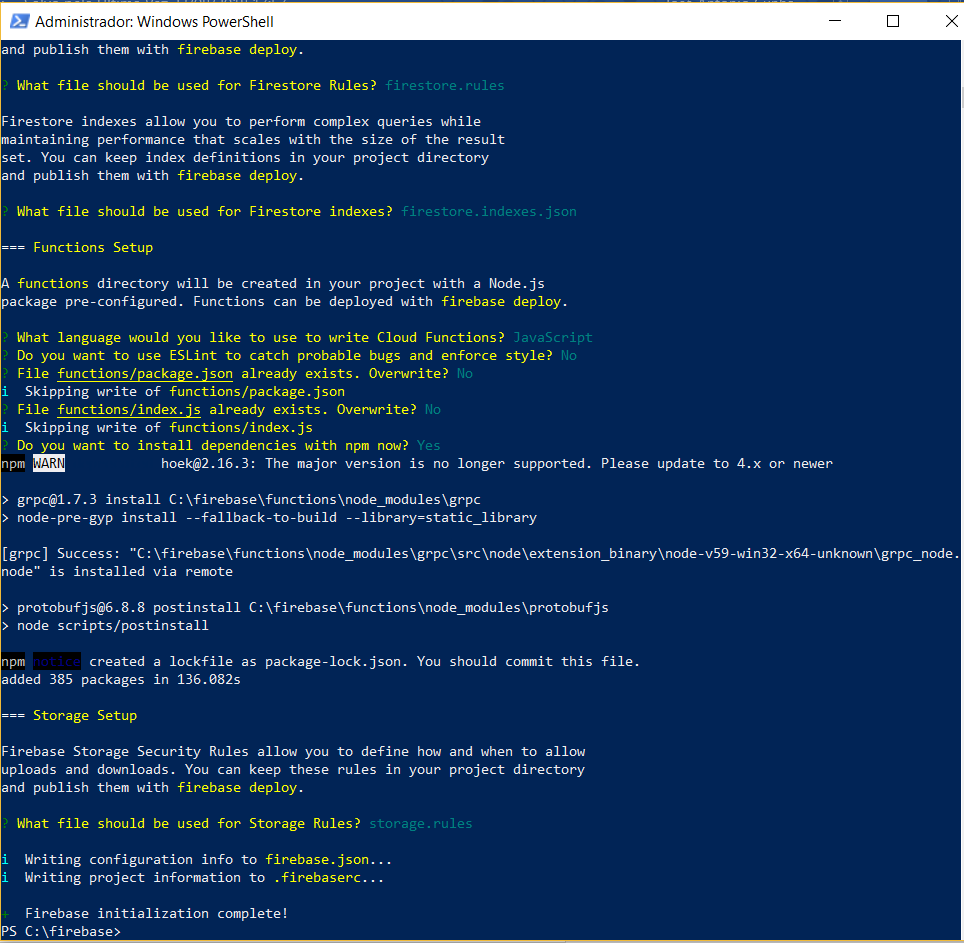 Administrador: Windows PowerShell
and publish them with firebase deploy.
? What file should be used for Firestore Rules? firestore.rules
Firestore indexes allow you to perform complex queries while
maintaining performance that scales with the size of the result
set. You can keep index definitions in your project directory
and publish them with firebase deploy.
? What file should be used for Firestore indexes? firestore.indexes.json
=== Functions Setup
A functions directory will be created in your project with a Node.js
package pre-configured. Functions can be deployed with firebase deploy.
? What language would you like to use to write Cloud Functions? JavaScript
? Do you want to use ESLint to catch probable bugs and enforce style? No
? File functions/package.json already exists. Overwrite? No
i  Skipping write of functions/package.json
? File functions/index.js already exists. Overwrite? No
i  Skipping write of functions/index.js
? Do you want to install dependencies with npm now? Yes
npm WARN            hoek@2.16.3: The major version is no longer supported. Please update to 4.x or newer
> grpc@1.7.3 install C:\firebase\functions\node_modules\grpc
> node-pre-gyp install --fallback-to-build --library=static_library
[grpc] Success: "C:\firebase\functions\node_modules\grpc\src\node\extension_binary\node-v59-win32-x64-unknown\grpc_node.
node" is installed via remote
> protobufjs@6.8.8 postinstall C:\firebase\functions\node_modules\protobufjs
> node scripts/postinstall
npm notice created a lockfile as package-lock.json. You should commit this file.
added 385 packages in 136.082s
=== Storage Setup
Firebase Storage Security Rules allow you to define how and when to allow
uploads and downloads. You can keep these rules in your project directory
and publish them with firebase deploy.
? What file should be used for Storage Rules? storage.rules
i  Writing configuration info to firebase.json...
i  Writing project information to .firebaserc...
+  Firebase initialization complete!
PS C:\firebase>